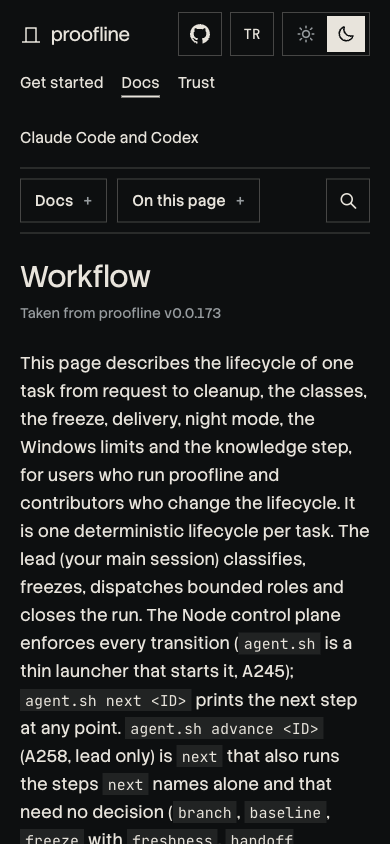 proofline
TR
Get started Docs Trust
Claude Code and Codex
Docs + On this page +
Workflow
Taken from proofline v0.0.173
This page describes the lifecycle of one
task from request to cleanup, the classes,
the freeze, delivery, night mode, the
Windows limits and the knowledge step,
for users who run proofline and
contributors who change the lifecycle. It
is one deterministic lifecycle per task. The
lead (your main session) classifies,
freezes, dispatches bounded roles and
closes the run. The Node control plane
enforces every transition (agent.sh is a
thin launcher that starts it, A245);
agent.sh next <ID> prints the next step
at any point. agent.sh advance <ID>
(A258, lead only) is next that also runs
the steps next names alone and that
need no decision (branch, baseline,
freeze with freshness, handoff